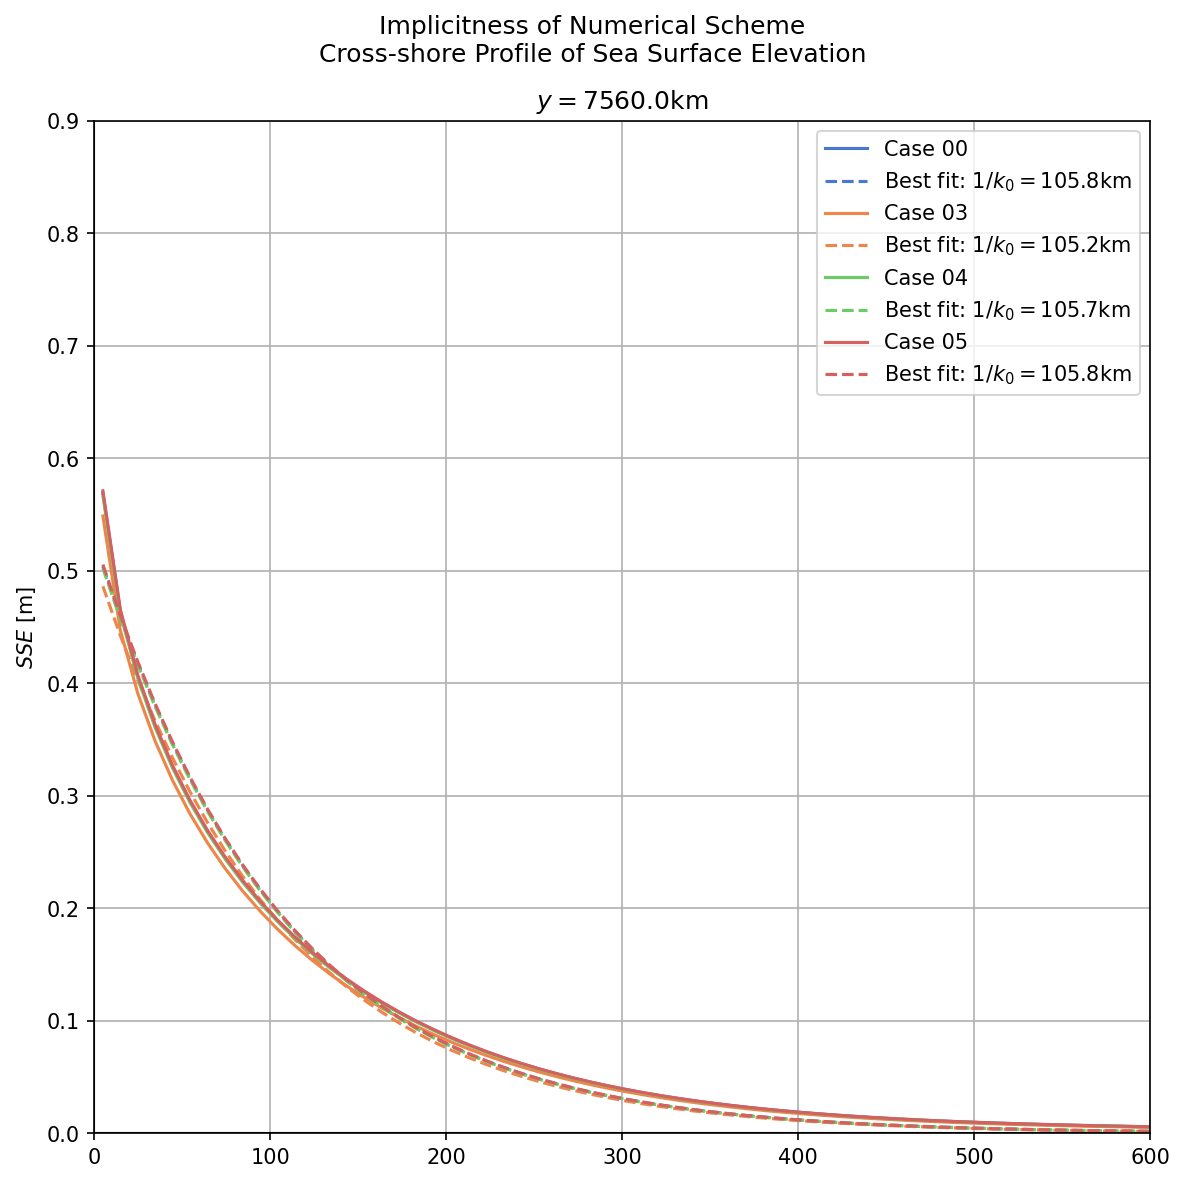 Implicitness of Numerical Scheme
Cross-shore Profile of Sea Surface Elevation
y = 7560.0km
0.9
0.8
0.7
0.6
0.5
0.4
0.3
0.2
0.1
0.0
SSE [m]
Case 00
Best fit: 1/k₀ = 105.8km
Case 03
Best fit: 1/k₀ = 105.2km
Case 04
Best fit: 1/k₀ = 105.7km
Case 05
Best fit: 1/k₀ = 105.8km
0 100 200 300 400 500 600